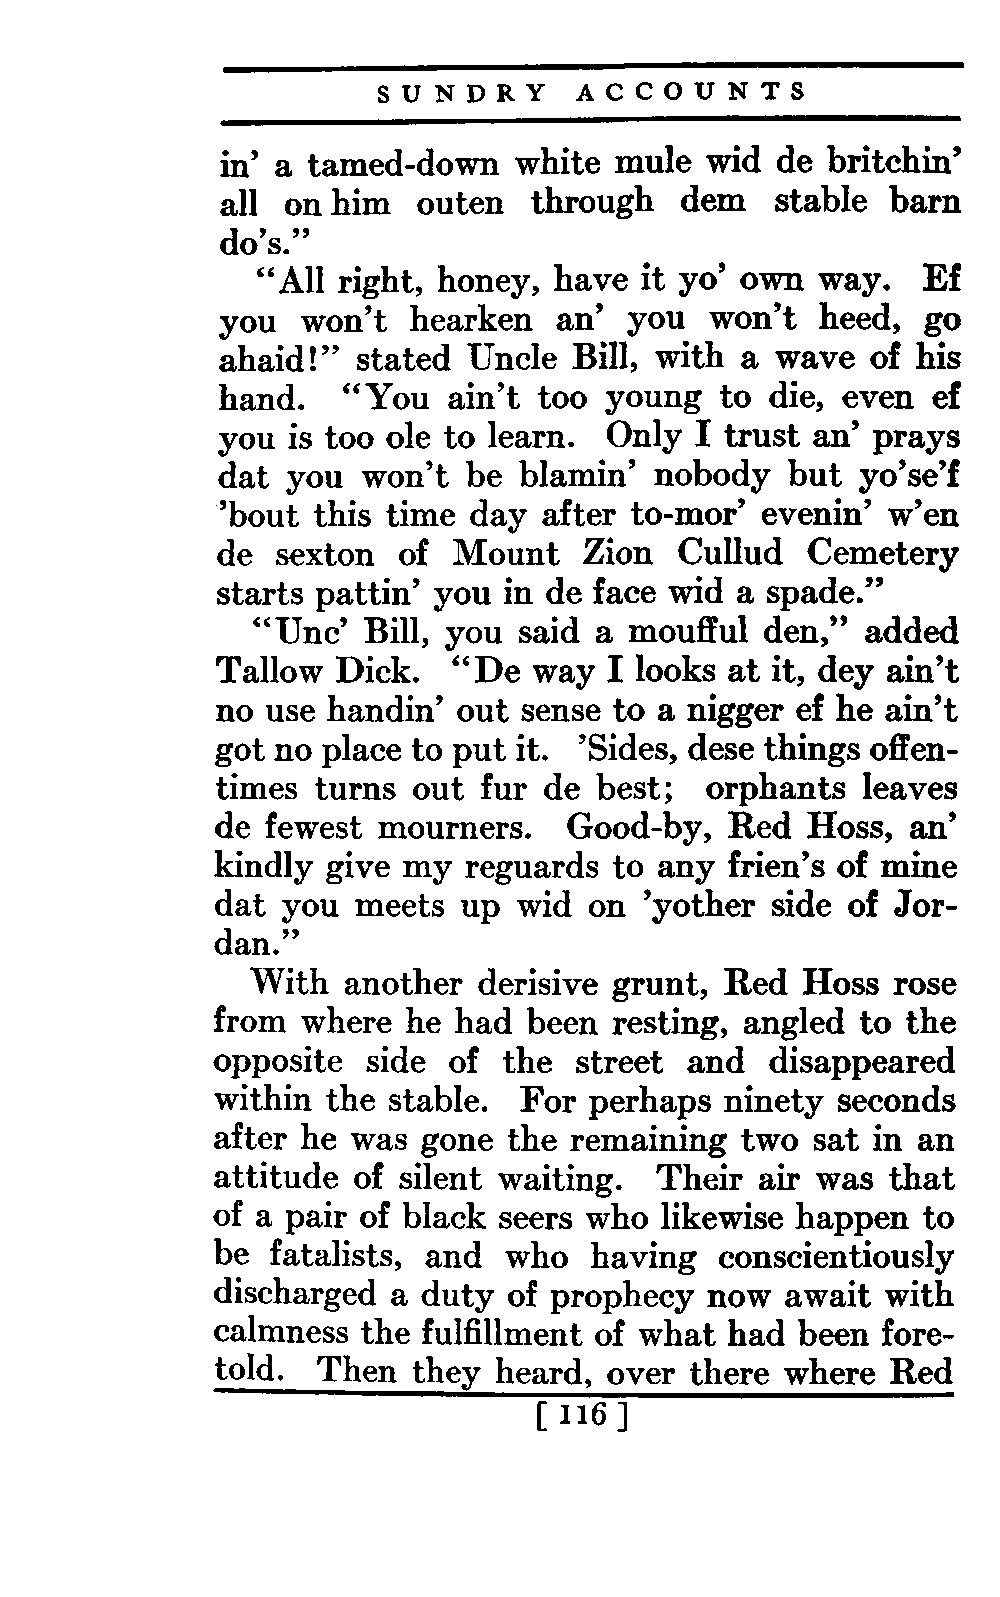 SUNDRY ACCOUNTS
in' a tamed-down white mule wid de britchin'
all on him outen through dem stable barn
do's."
"All right, honey, have it yo' own way. Ef
you won't hearken an' you won't heed, go
ahaid!" stated Uncle Bill, with a wave of his
hand. "You ain't too young to die, even ef
you is too ole to learn. Only I trust an' prays
dat you won't be blamin' nobody but yo'se'f
'bout this time day after to-mor' evenin' w'en
de sexton of Mount Zion Cullud Cemetery
starts pattin' you in de face wid a spade."
"Unc' Bill, you said a moufful den," added
Tallow Dick. "De way I looks at it, dey ain't
no use handin' out sense to a nigger ef he ain't
got no place to put it. 'Sides, dese things offen-
times turns out fur de best; orphants leaves
de fewest mourners. Good-by, Red Hoss, an'
kindly give my reguards to any frien's of mine
dat you meets up wid on 'yother side of Jor-
dan."
With another derisive grunt, Red Hoss rose
from where he had been resting, angled to the
opposite side of the street and disappeared
within the stable. For perhaps ninety seconds
after he was gone the remaining two sat in an
attitude of silent waiting. Their air was that
of a pair of black seers who likewise happen to
be fatalists, and who having conscientiously
discharged a duty of prophecy now await with
calmness the fulfillment of what had been fore-
told. Then they heard, over there where Red
[ 116 ]